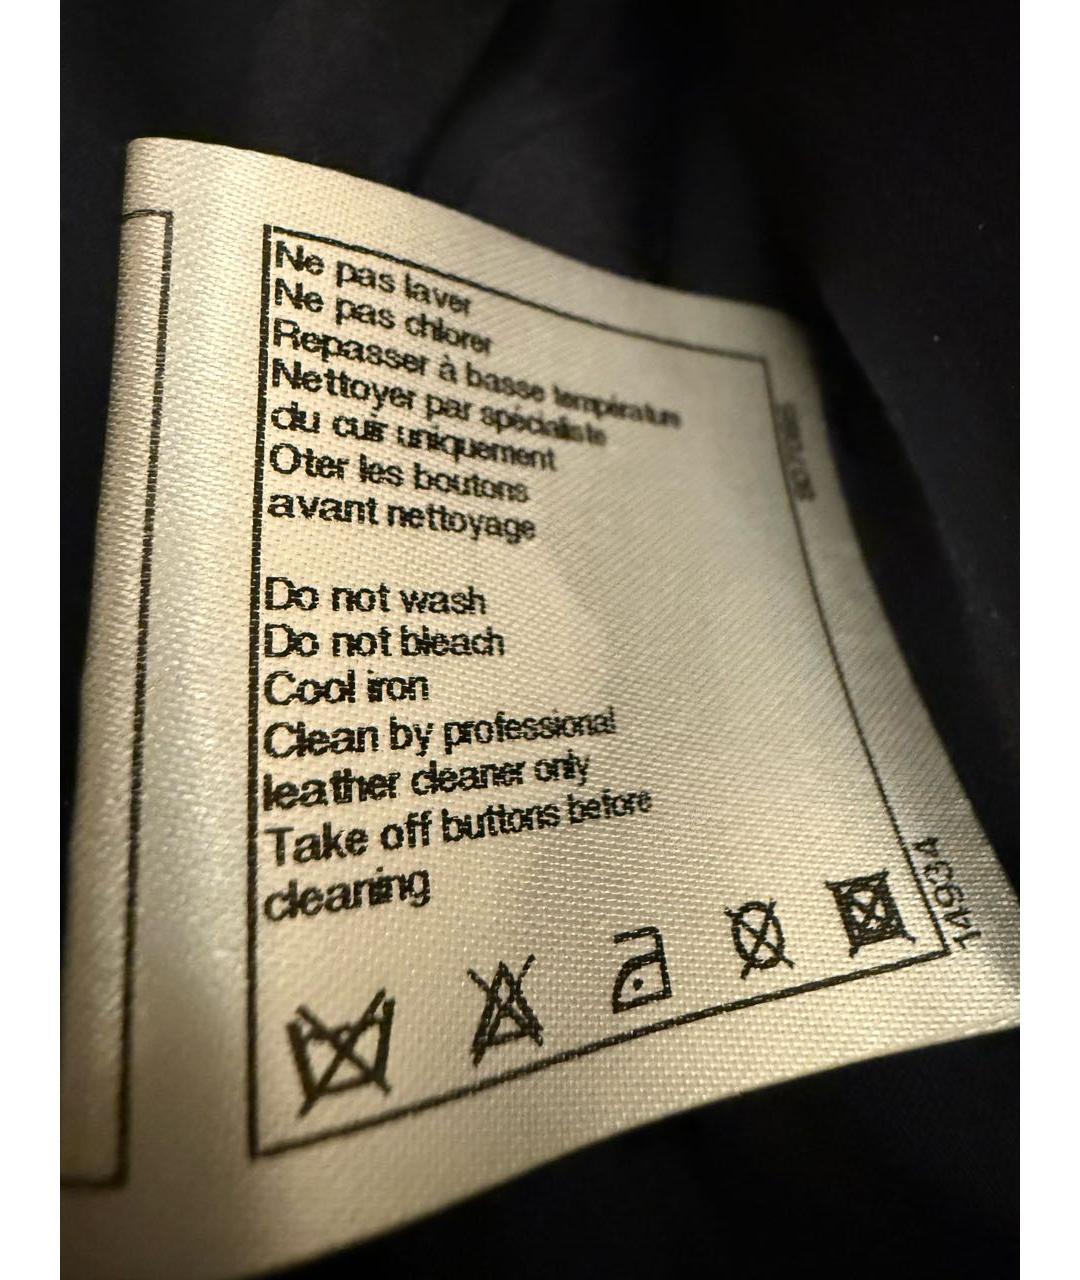 Ne pas laver
Ne pas chlorer
Repasser à basse température
Nettoyer par spécialiste
du cuir uniquement
Oter les boutons
avant nettoyage
Do not wash
Do not bleach
Cool iron
Clean by professional
leather cleaner only
Take off buttons before
cleaning
14934